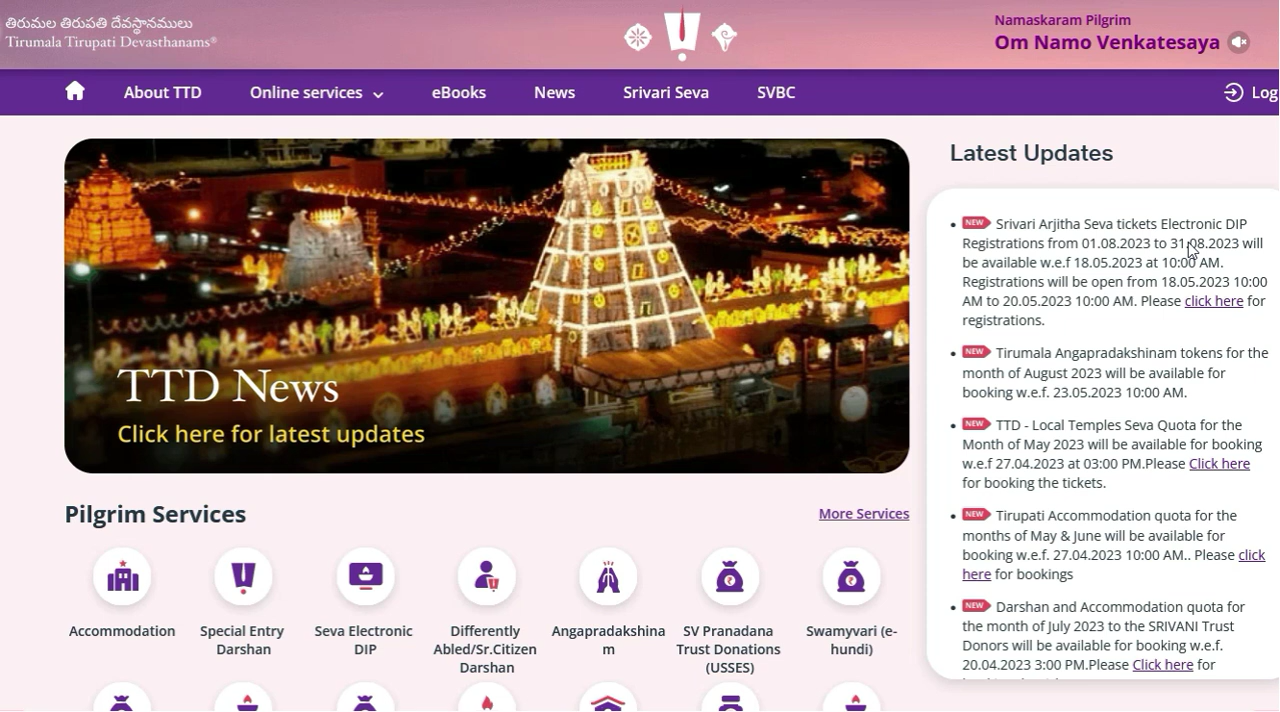 తిరుమల తిరుపతి దేవస్థానములు
Tirumala Tirupati Devasthanams®
Namaskaram Pilgrim
Om Namo Venkatesaya
About TTD
Online services
eBooks
News
Srivari Seva
SVBC
Log
TTD News
Click here for latest updates
Latest Updates
NEW Srivari Arjitha Seva tickets Electronic DIP
Registrations from 01.08.2023 to 31.08.2023 will
be available w.e.f 18.05.2023 at 10:00 AM.
Registrations will be open from 18.05.2023 10:00
AM to 20.05.2023 10:00 AM. Please click here for
registrations.
NEW Tirumala Angapradakshinam tokens for the
month of August 2023 will be available for
booking w.e.f. 23.05.2023 10:00 AM.
NEW TTD - Local Temples Seva Quota for the
Month of May 2023 will be available for booking
w.e.f 27.04.2023 at 03:00 PM.Please Click here
for booking the tickets.
NEW Tirupati Accommodation quota for the
months of May & June will be available for
booking w.e.f. 27.04.2023 10:00 AM.. Please click
here for bookings
NEW Darshan and Accommodation quota for
the month of July 2023 to the SRIVANI Trust
Donors will be available for booking w.e.f.
20.04.2023 3:00 PM.Please Click here for
Pilgrim Services
More Services
Accommodation
Special Entry
Darshan
Seva Electronic
DIP
Differently
Abled/Sr.Citizen
Darshan
Angapradakshina
m
SV Pranadana
Trust Donations
(USSES)
Swamyvari (e-
hundi)